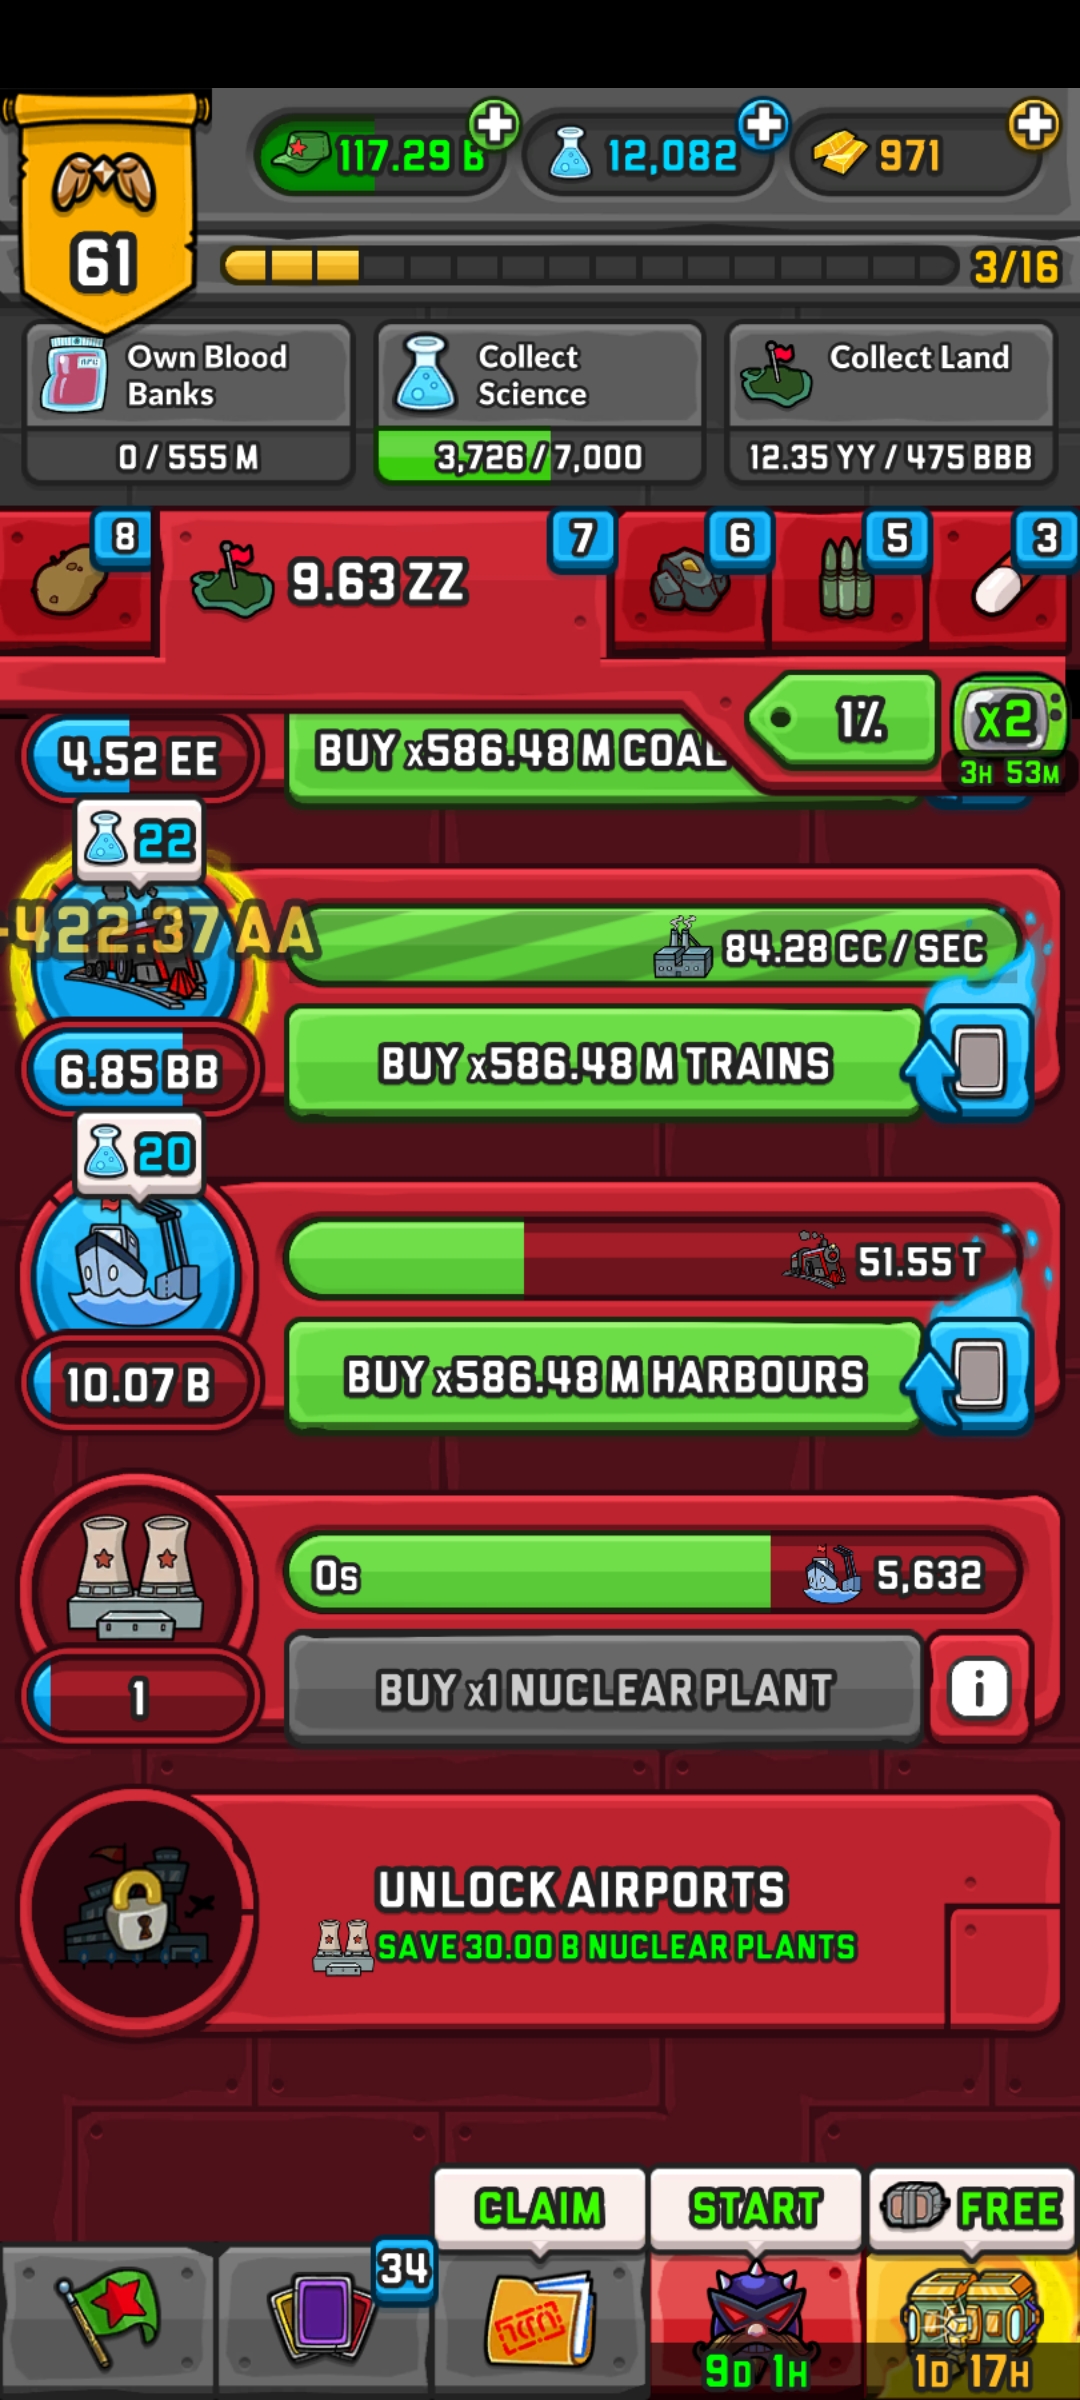 61
117.29 B
12,082
971
3/16
Own Blood
Banks
0 / 555 M
Collect
Science
3,726 / 7,000
Collect Land
12.35 YY / 475 BBB
8
9.63 ZZ
7
6
5
3
1%
x2
3H 53M
4.52 EE
BUY x586.48 M COAL
22
-422.37 AA
84.28 CC / SEC
6.85 BB
BUY x586.48 M TRAINS
20
51.55 T
10.07 B
BUY x586.48 M HARBOURS
0s
5,632
1
BUY x1 NUCLEAR PLANT
i
UNLOCK AIRPORTS
SAVE 30.00 B NUCLEAR PLANTS
CLAIM
START
FREE
34
9D 1H
1D 17H